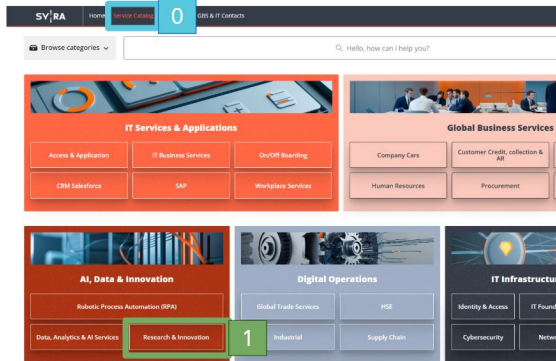 SY RA Home Service Catalog 0 GBS & IT Contacts
Browse categories Hello, how can I help you?
IT Services & Applications
Access & Application IT Business Services On/Off Boarding
CRM Salesforce SAP Workplace Services
Global Business Services
Company Cars Customer Credit, collection & AR
Human Resources Procurement
AI, Data & Innovation
Robotic Process Automation (RPA)
Data, Analytics & AI Services Research & Innovation 1
Digital Operations
Global Trade Services HSE
Industrial Supply Chain
IT Infrastructu
Identity & Access IT Found
Cybersecurity Netw